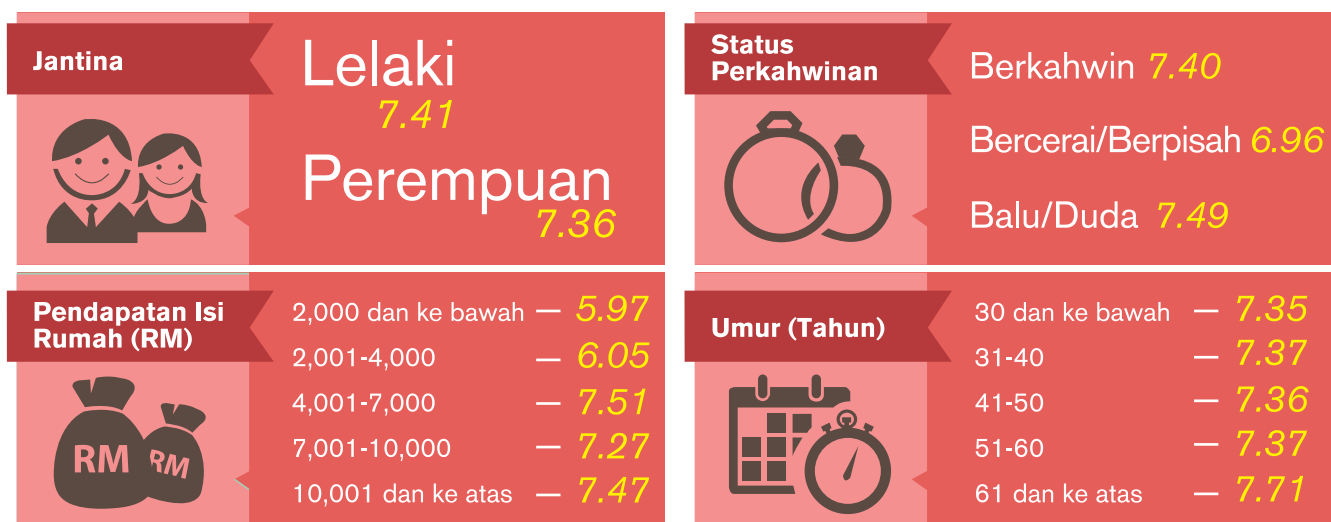 Jantina
Lelaki
7.41
Perempuan
7.36
Status
Perkahwinan
Berkahwin 7.40
Bercerai/Berpisah 6.96
Balu/Duda 7.49
Pendapatan Isi
Rumah (RM)
RM
RM
2,000 dan ke bawah — 5.97
2,001-4,000 — 6.05
4,001-7,000 — 7.51
7,001-10,000 — 7.27
10,001 dan ke atas — 7.47
Umur (Tahun)
30 dan ke bawah — 7.35
31-40 — 7.37
41-50 — 7.36
51-60 — 7.37
61 dan ke atas — 7.71